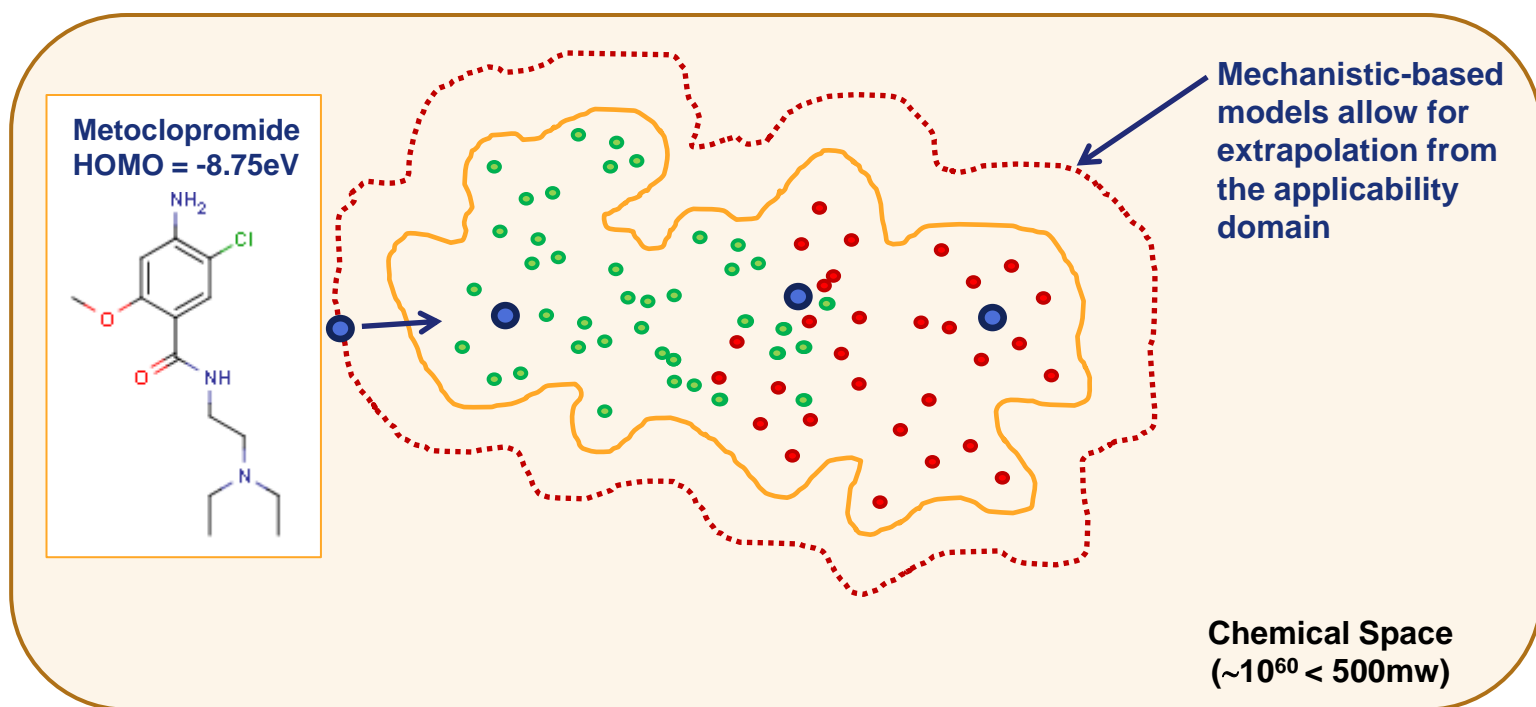 Metoclopromide
HOMO = -8.75eV
NH₂
Cl
O
O
NH
N
Mechanistic-based
models allow for
extrapolation from
the applicability
domain
Chemical Space
(~10⁶⁰ < 500mw)